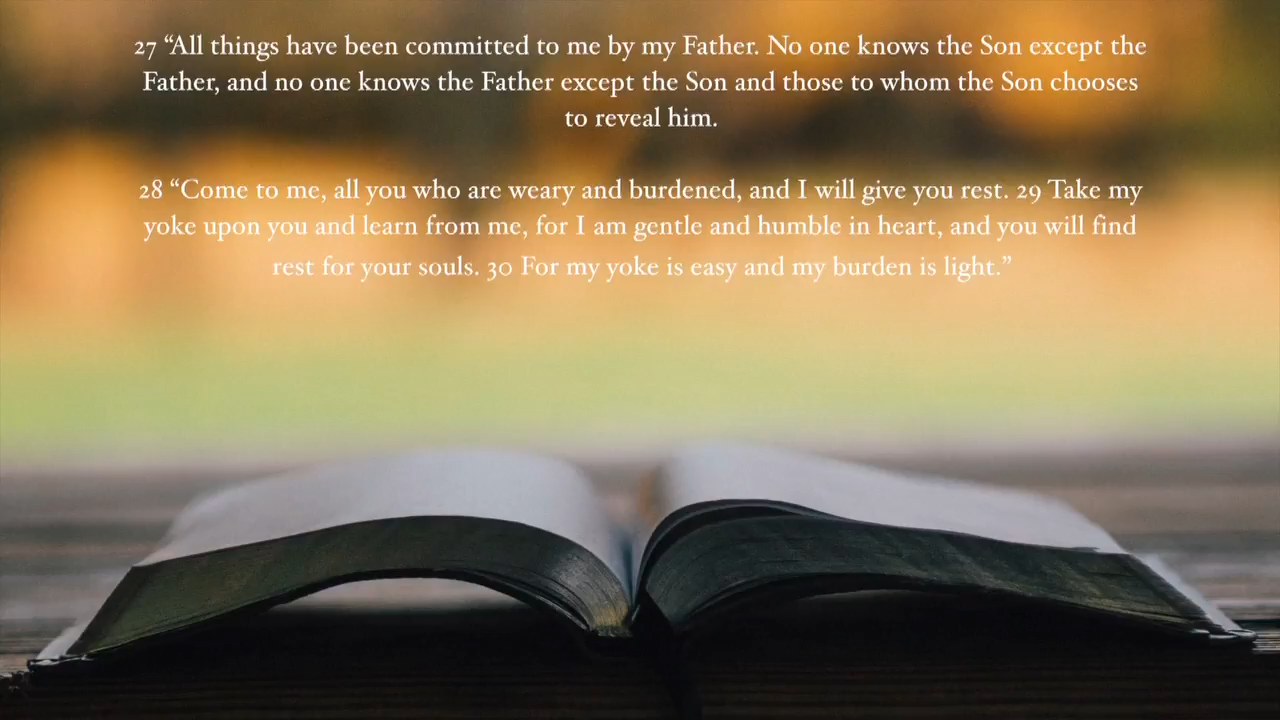 27 “All things have been committed to me by my Father. No one knows the Son except the
Father, and no one knows the Father except the Son and those to whom the Son chooses
to reveal him.
28 “Come to me, all you who are weary and burdened, and I will give you rest. 29 Take my
yoke upon you and learn from me, for I am gentle and humble in heart, and you will find
rest for your souls. 30 For my yoke is easy and my burden is light.”